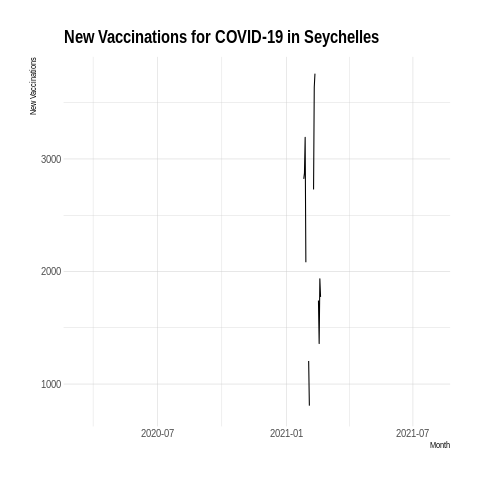 New Vaccinations for COVID-19 in Seychelles
New Vaccinations
3000
2000
1000
2020-07 2021-01 2021-07
Month